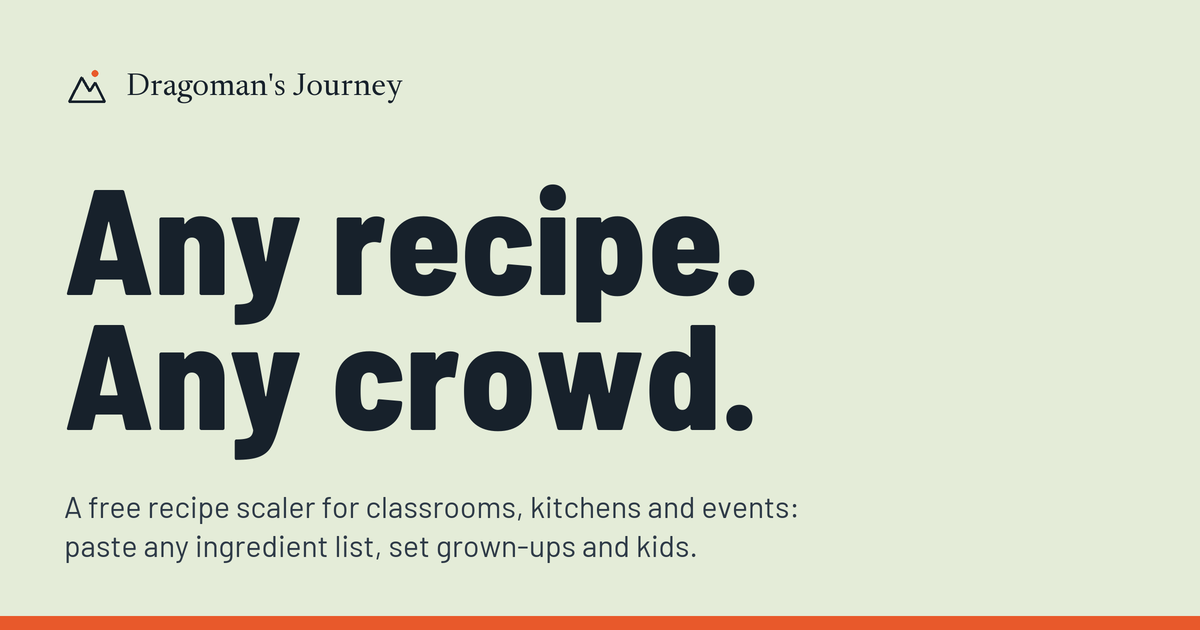 Dragoman's Journey
Any recipe.
Any crowd.
A free recipe scaler for classrooms, kitchens and events:
paste any ingredient list, set grown-ups and kids.